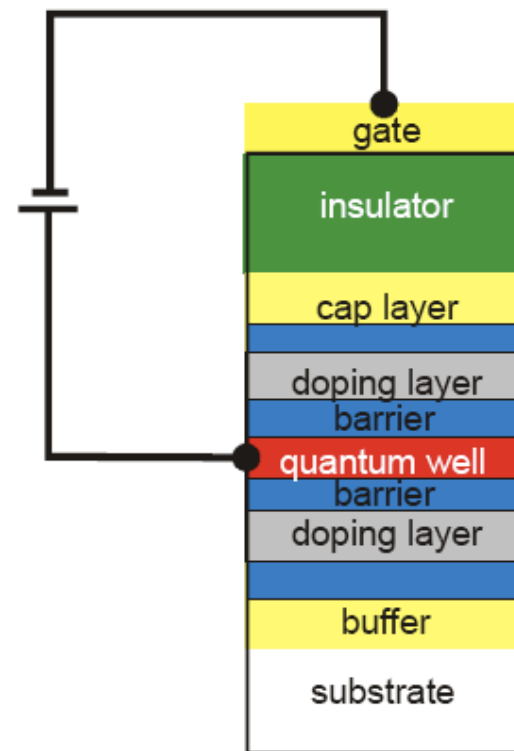 gate
insulator
cap layer
doping layer
barrier
quantum well
barrier
doping layer
buffer
substrate